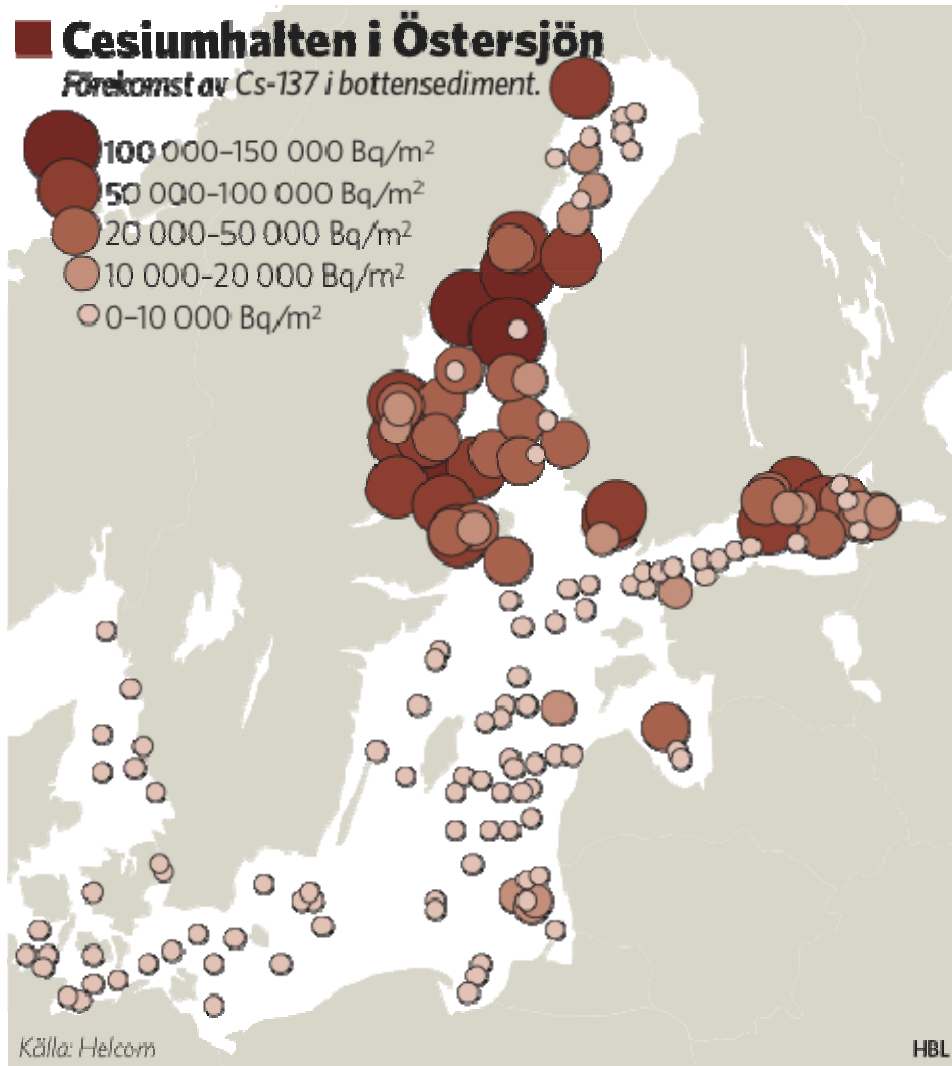 Cesiumhalten i Östersjön
Förekomst av Cs-137 i bottensediment.
100 000–150 000 Bq/m²
50 000–100 000 Bq/m²
20 000–50 000 Bq/m²
10 000–20 000 Bq/m²
0–10 000 Bq/m²
Källa: Helcom
HBL